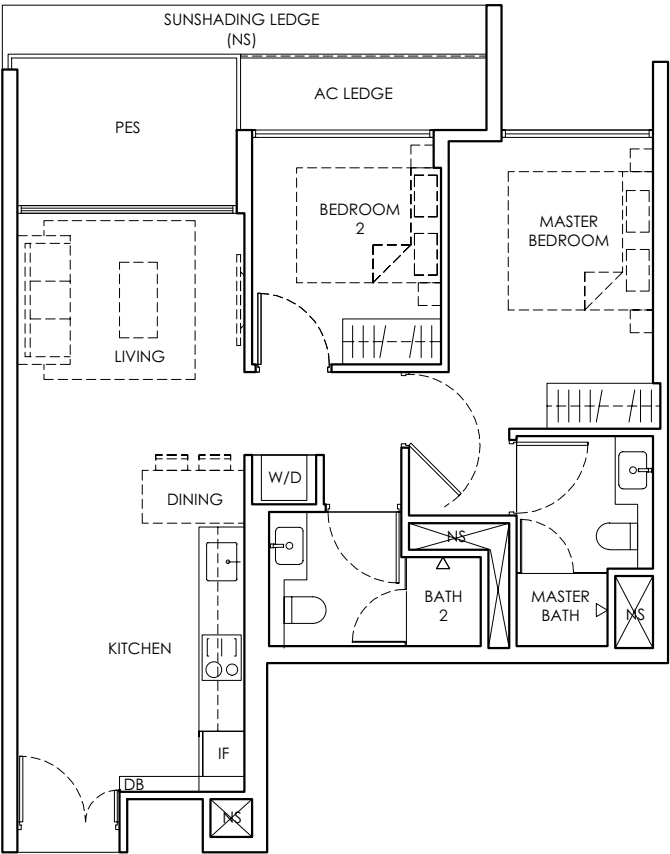 SUNSHADING LEDGE
(NS)
AC LEDGE
PES
BEDROOM
2
MASTER
BEDROOM
LIVING
W/D
DINING
NS
BATH
2
MASTER
BATH
NS
KITCHEN
IF
DB
NS